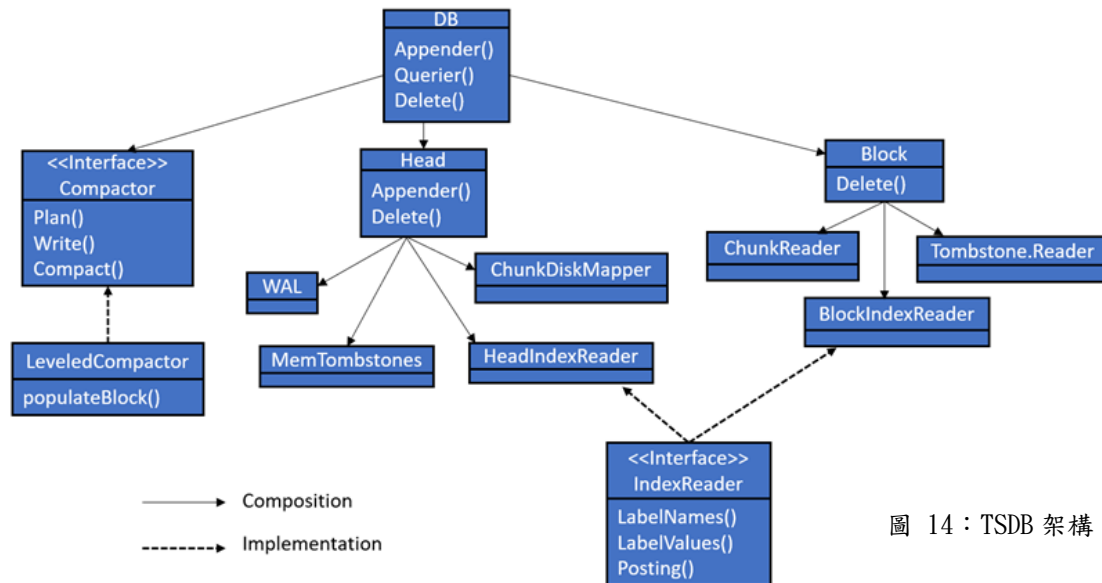 DB
Appender()
Querier()
Delete()
<<Interface>>
Compactor
Plan()
Write()
Compact()
Head
Appender()
Delete()
Block
Delete()
ChunkReader
Tombstone.Reader
ChunkDiskMapper
WAL
BlockIndexReader
LeveledCompactor
populateBlock()
MemTombstones
HeadIndexReader
<<Interface>>
IndexReader
LabelNames()
LabelValues()
Posting()
Composition
Implementation
圖 14：TSDB 架構